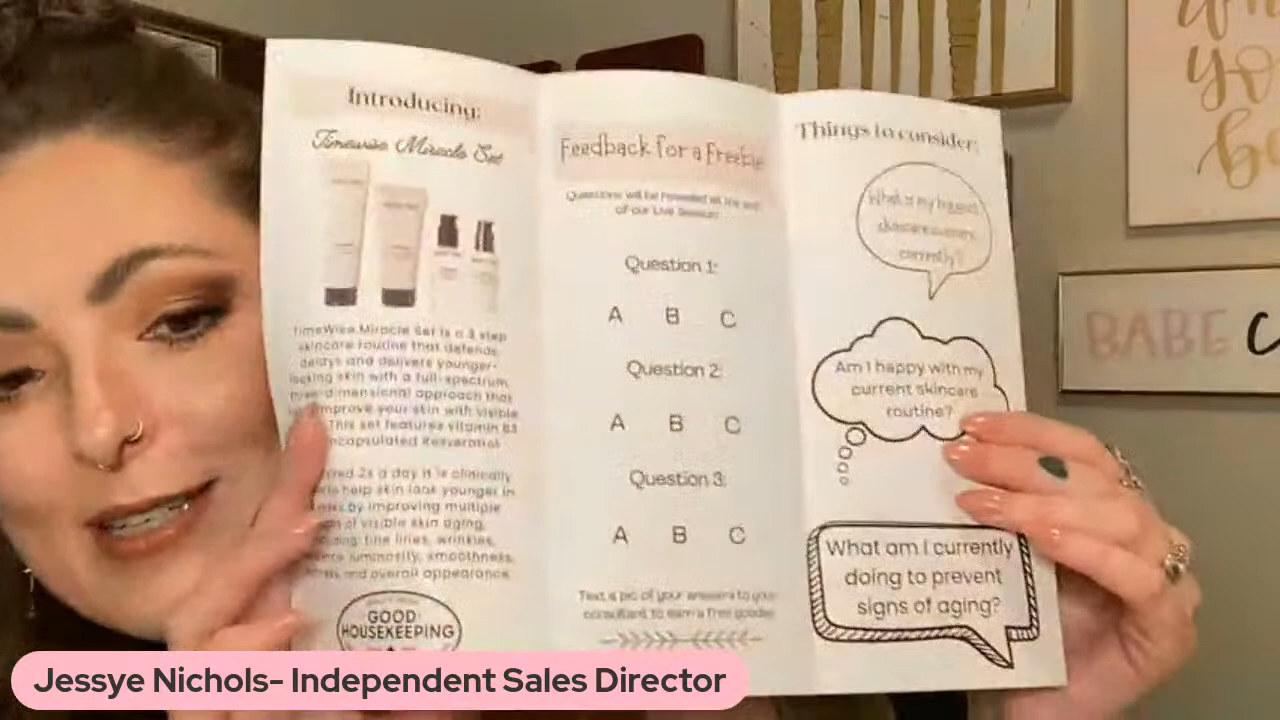 Introducing:
Timewise Miracle Set
TimeWise Miracle Set is a 3 step
skincare routine that defends,
delays and delivers younger-
looking skin with a full-spectrum,
dimensional approach that
improve your skin with visible
This set features vitamin B3
encapsulated Resveratrol
2x a day it is clinically
help skin look younger in
by improving multiple
of visible skin aging,
fine lines, wrinkles,
luminosity, smoothness,
and overall appearance
GOOD
HOUSEKEEPING
Feedback for a Freebie
Questions will be revealed at the end
of our Live Session!
Question 1:
A B C
Question 2:
A B C
Question 3:
A B C
Text a pic of your answers to your
consultant to earn a free goodie!
Things to consider:
What is my biggest
skincare concern
currently?
Am I happy with my
current skincare
routine?
What am I currently
doing to prevent
signs of aging?
you
BABE
Jessye Nichols- Independent Sales Director